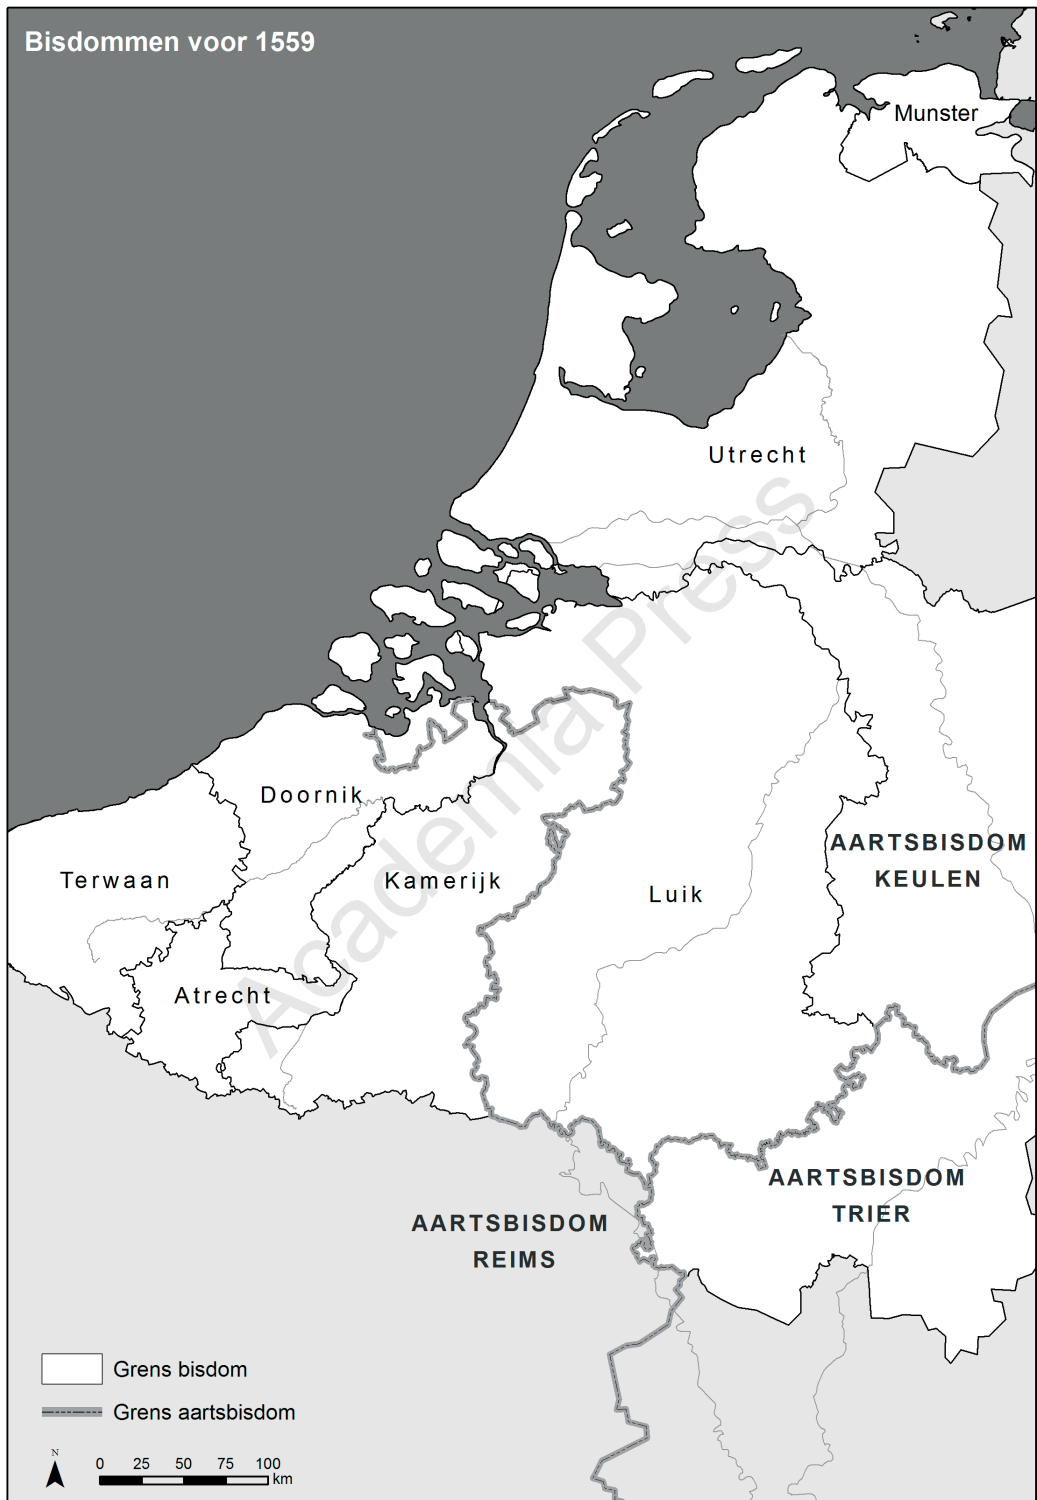 Bisdommen voor 1559
Munster
Utrecht
Doornik
Terwaan
Kamerijk
Luik
AARTSBISDOM
KEULEN
Atrecht
AARTSBISDOM
TRIER
AARTSBISDOM
REIMS
Academia Press
Grens bisdom
Grens aartsbisdom
N
0 25 50 75 100
km